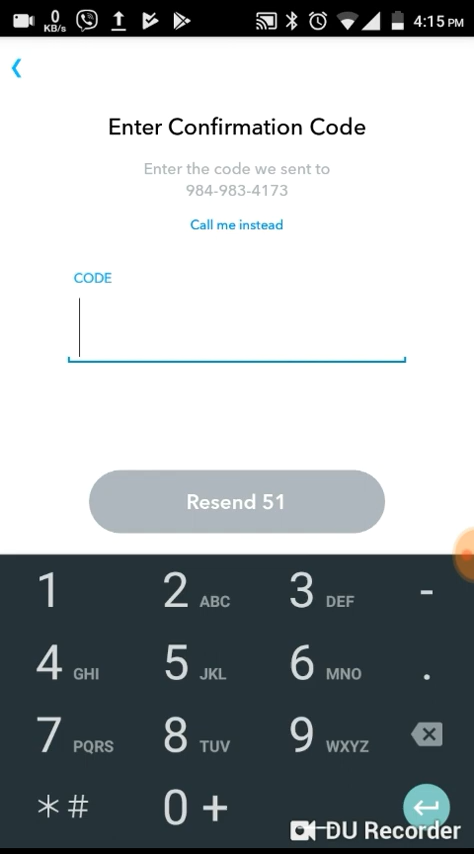 0 KB/s 4:15 PM
Enter Confirmation Code
Enter the code we sent to
984-983-4173
Call me instead
CODE
Resend 51
1 2 ABC 3 DEF -
4 GHI 5 JKL 6 MNO .
7 PQRS 8 TUV 9 WXYZ
*# 0 +
DU Recorder